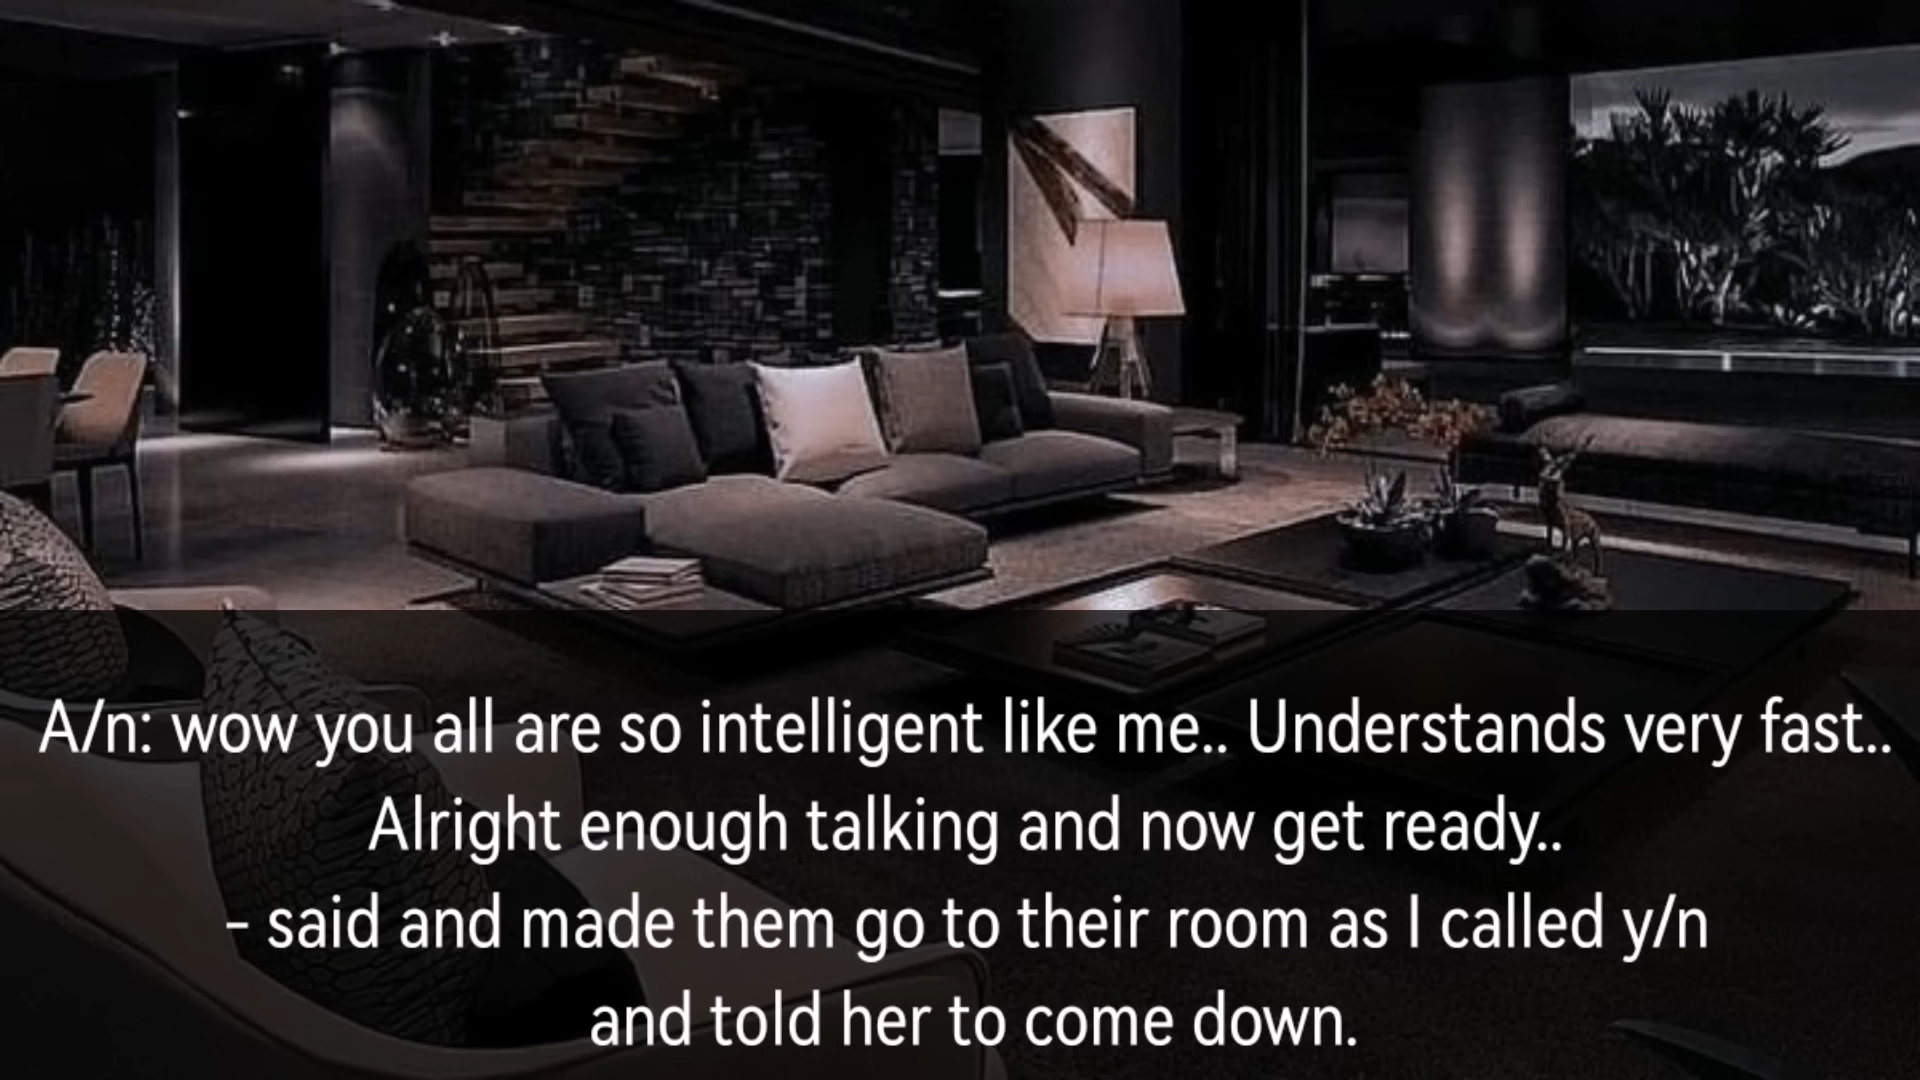 A/n: wow you all are so intelligent like me.. Understands very fast..
Alright enough talking and now get ready..
- said and made them go to their room as I called y/n
and told her to come down.